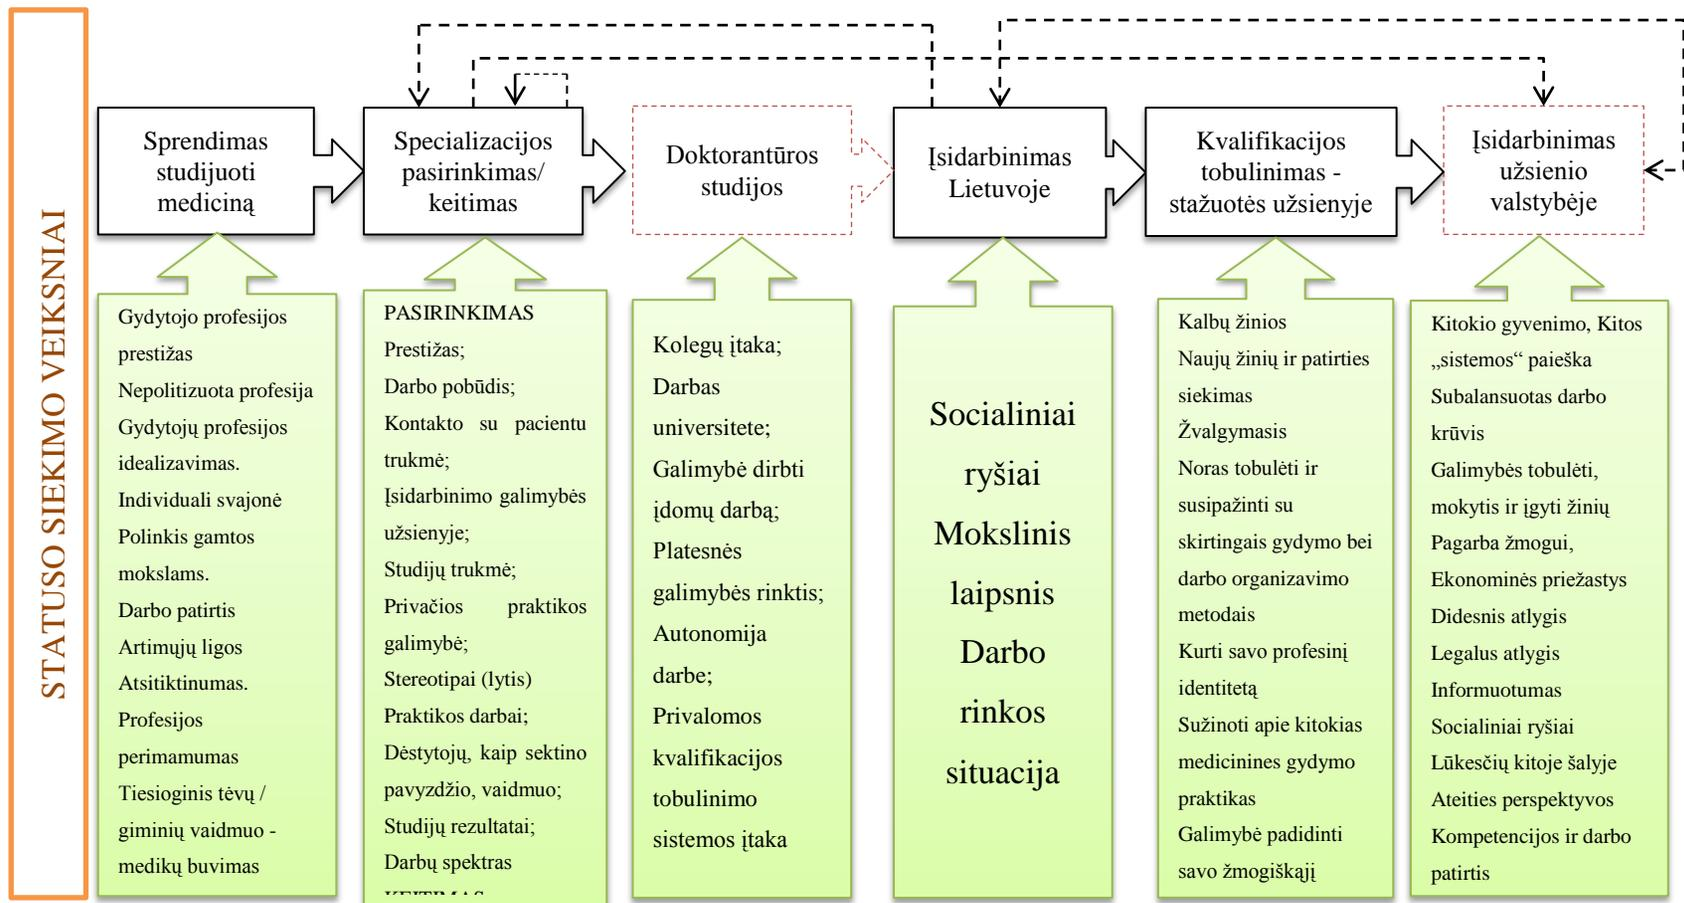 STATUSO SIEKIMO VEIKSNIAI
Sprendimas
studijuoti
mediciną
Specializacijos
pasirinkimas/
keitimas
Doktorantūros
studijos
Įsidarbinimas
Lietuvoje
Kvalifikacijos
tobulinimas -
stažuotės užsienyje
Įsidarbinimas
užsienio
valstybėje
Gydytojo profesijos
prestižas
Nepolitizuota profesija
Gydytojų profesijos
idealizavimas.
Individuali svajonė
Polinkis gamtos
mokslams.
Darbo patirtis
Artimųjų ligos
Atsitiktinumas.
Profesijos
perimamumas
Tiesioginis tėvų /
giminių vaidmuo -
medikų buvimas
PASIRINKIMAS
Prestižas;
Darbo pobūdis;
Kontakto su pacientu
trukmė;
Įsidarbinimo galimybės
užsienyje;
Studijų trukmė;
Privačios praktikos
galimybė;
Stereotipai (lytis)
Praktikos darbai;
Dėstytojų, kaip sektino
pavyzdžio, vaidmuo;
Studijų rezultatai;
Darbų spektras
KEITIMAS
Kolegų įtaka;
Darbas
universitete;
Galimybė dirbti
įdomų darbą;
Platesnės
galimybės rinktis;
Autonomija
darbe;
Privalomos
kvalifikacijos
tobulinimo
sistemos įtaka
Socialiniai
ryšiai
Mokslinis
laipsnis
Darbo
rinkos
situacija
Kalbų žinios
Naujų žinių ir patirties
siekimas
Žvalgymasis
Noras tobulėti ir
susipažinti su
skirtingais gydymo bei
darbo organizavimo
metodais
Kurti savo profesinį
identitetą
Sužinoti apie kitokias
medicinines gydymo
praktikas
Galimybė padidinti
savo žmogiškąjį
Kitokio gyvenimo, Kitos
„sistemos“ paieška
Subalansuotas darbo
krūvis
Galimybės tobulėti,
mokytis ir įgyti žinių
Pagarba žmogui,
Ekonominės priežastys
Didesnis atlygis
Legalus atlygis
Informuotumas
Socialiniai ryšiai
Lūkesčių kitoje šalyje
Ateities perspektyvos
Kompetencijos ir darbo
patirtis